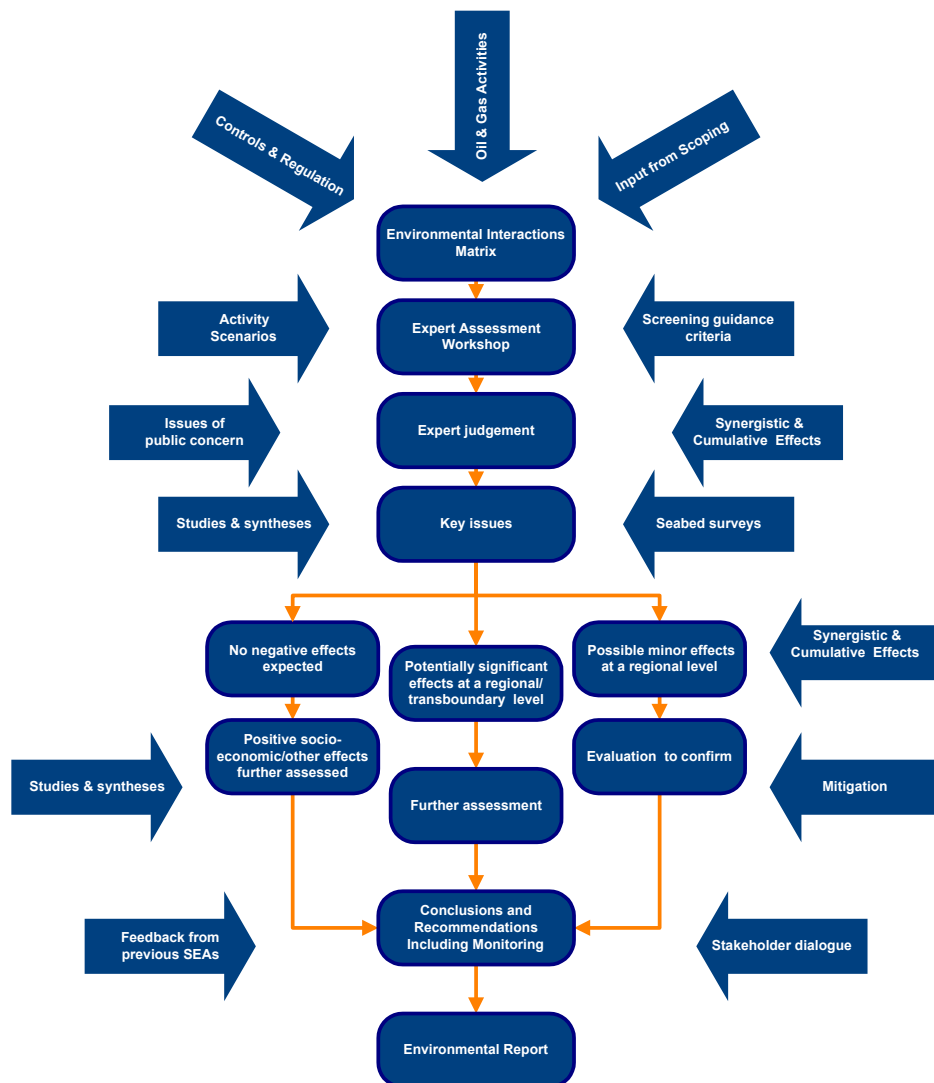 Oil & Gas Activities
Controls & Regulation
Input from Scoping
Environmental Interactions
Matrix
Activity
Scenarios
Expert Assessment
Workshop
Screening guidance
criteria
Issues of
public concern
Expert judgement
Synergistic &
Cumulative Effects
Studies & syntheses
Key issues
Seabed surveys
No negative effects
expected
Potentially significant
effects at a regional/
transboundary level
Possible minor effects
at a regional level
Synergistic &
Cumulative Effects
Studies & syntheses
Positive socio-
economic/other effects
further assessed
Further assessment
Evaluation to confirm
Mitigation
Feedback from
previous SEAs
Conclusions and
Recommendations
Including Monitoring
Stakeholder dialogue
Environmental Report